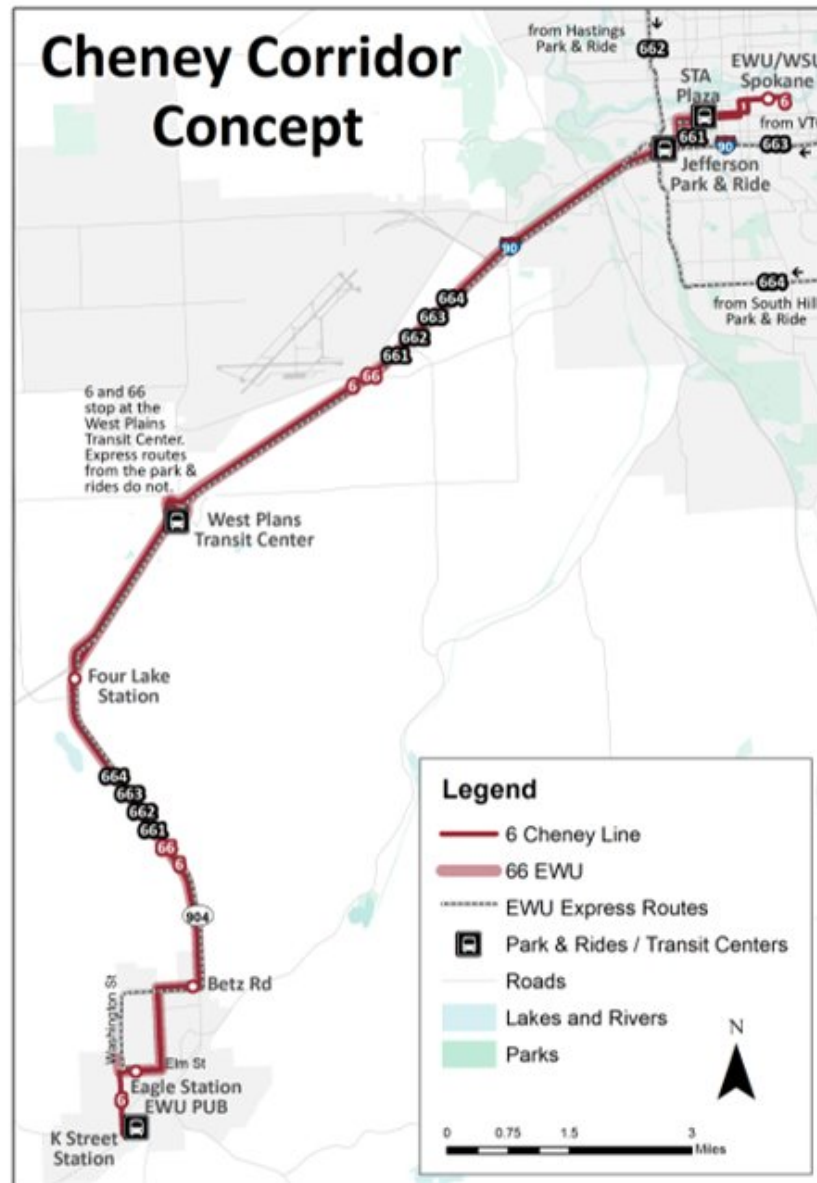 Cheney Corridor
Concept
from Hastings
Park & Ride
662
EWU/WSU
Spokane
STA
Plaza
6
from VT
661
90
663
Jefferson
Park & Ride
664
from South Hill
Park & Ride
90
664
663
662
661
66
6
6 and 66
stop at the
West Plains
Transit Center.
Express routes
from the park &
rides do not.
West Plans
Transit Center
Four Lake
Station
664
663
662
661
66
6
904
Betz Rd
Washington St
Elm St
Eagle Station
EWU PUB
6
K Street
Station
Legend
6 Cheney Line
66 EWU
EWU Express Routes
Park & Rides / Transit Centers
Roads
Lakes and Rivers
Parks
N
0 0.75 1.5 3
Miles